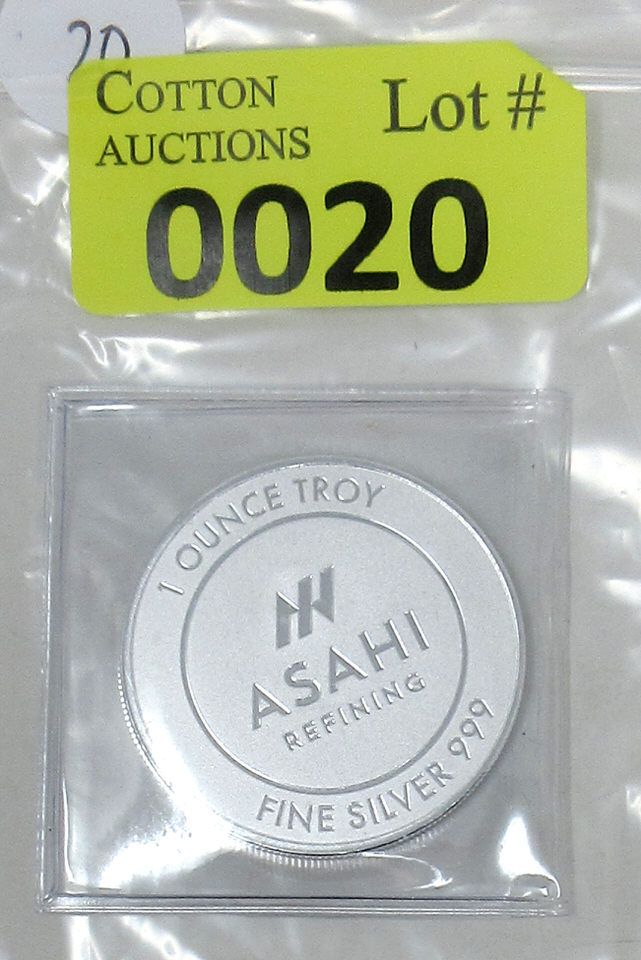 20
COTTON
AUCTIONS
Lot #
0020
1 OUNCE TROY
ASAHI
REFINING
FINE SILVER 999